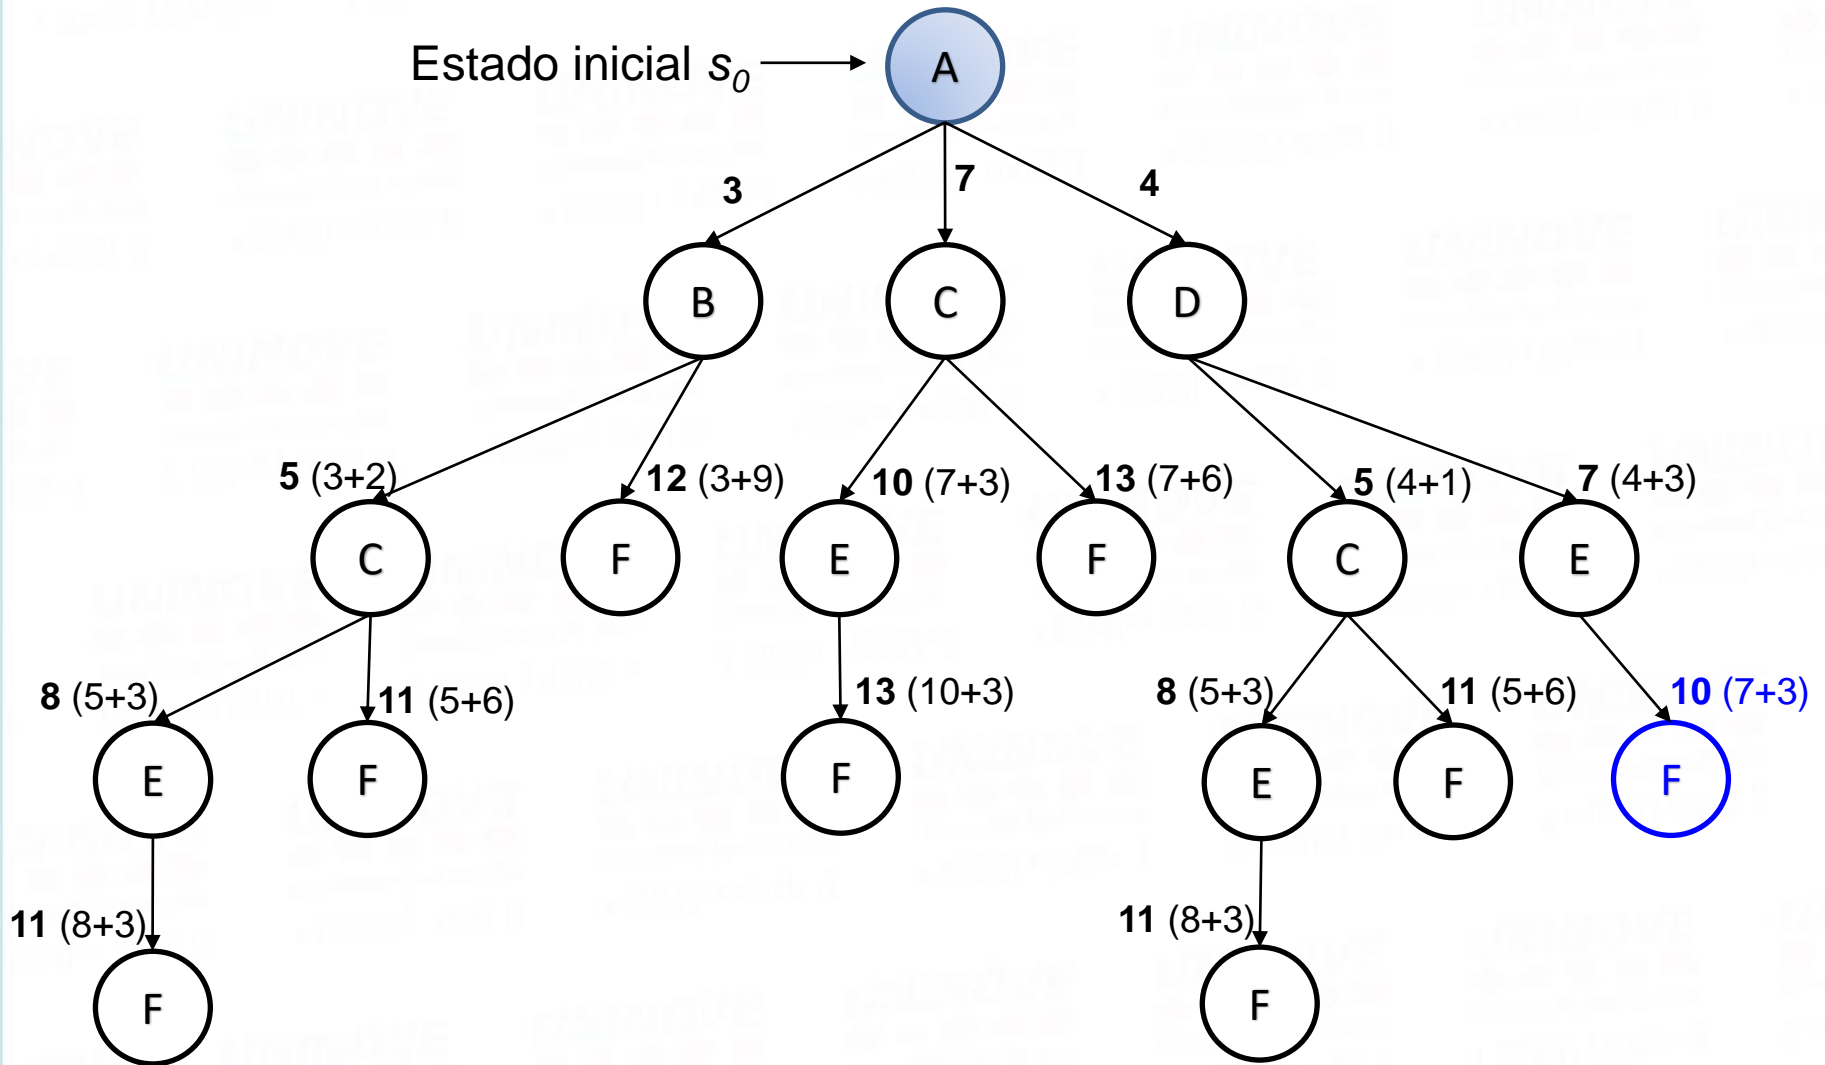 Estado inicial s0
A
3
7
4
B
C
D
5 (3+2)
12 (3+9)
10 (7+3)
13 (7+6)
5 (4+1)
7 (4+3)
C
F
E
F
C
E
8 (5+3)
11 (5+6)
13 (10+3)
8 (5+3)
11 (5+6)
10 (7+3)
E
F
F
E
F
F
11 (8+3)
11 (8+3)
F
F